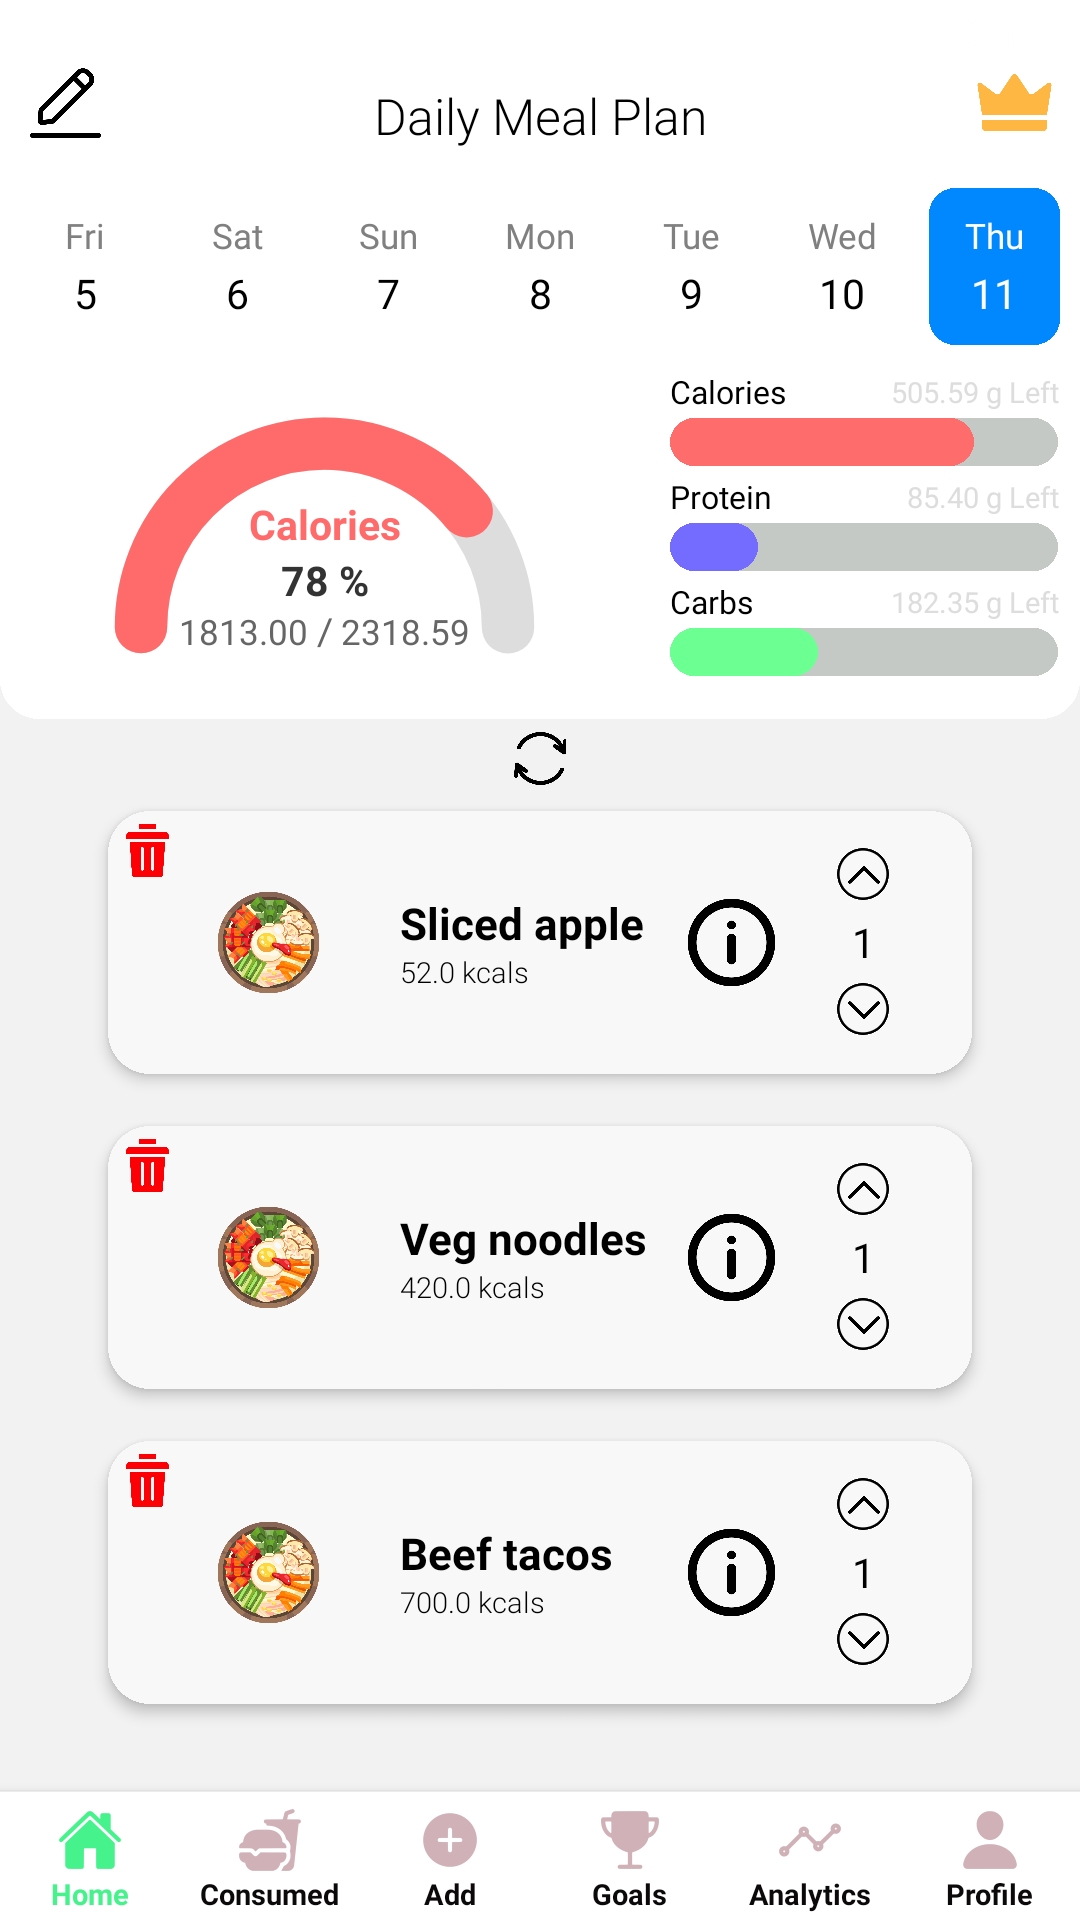 Daily Meal Plan
Fri Sat Sun Mon Tue Wed Thu
5 6 7 8 9 10 11
Calories
78 %
1813.00 / 2318.59
Calories 505.59 g Left
Protein 85.40 g Left
Carbs 182.35 g Left
Sliced apple
52.0 kcals
1
Veg noodles
420.0 kcals
1
Beef tacos
700.0 kcals
1
Home Consumed Add Goals Analytics Profile